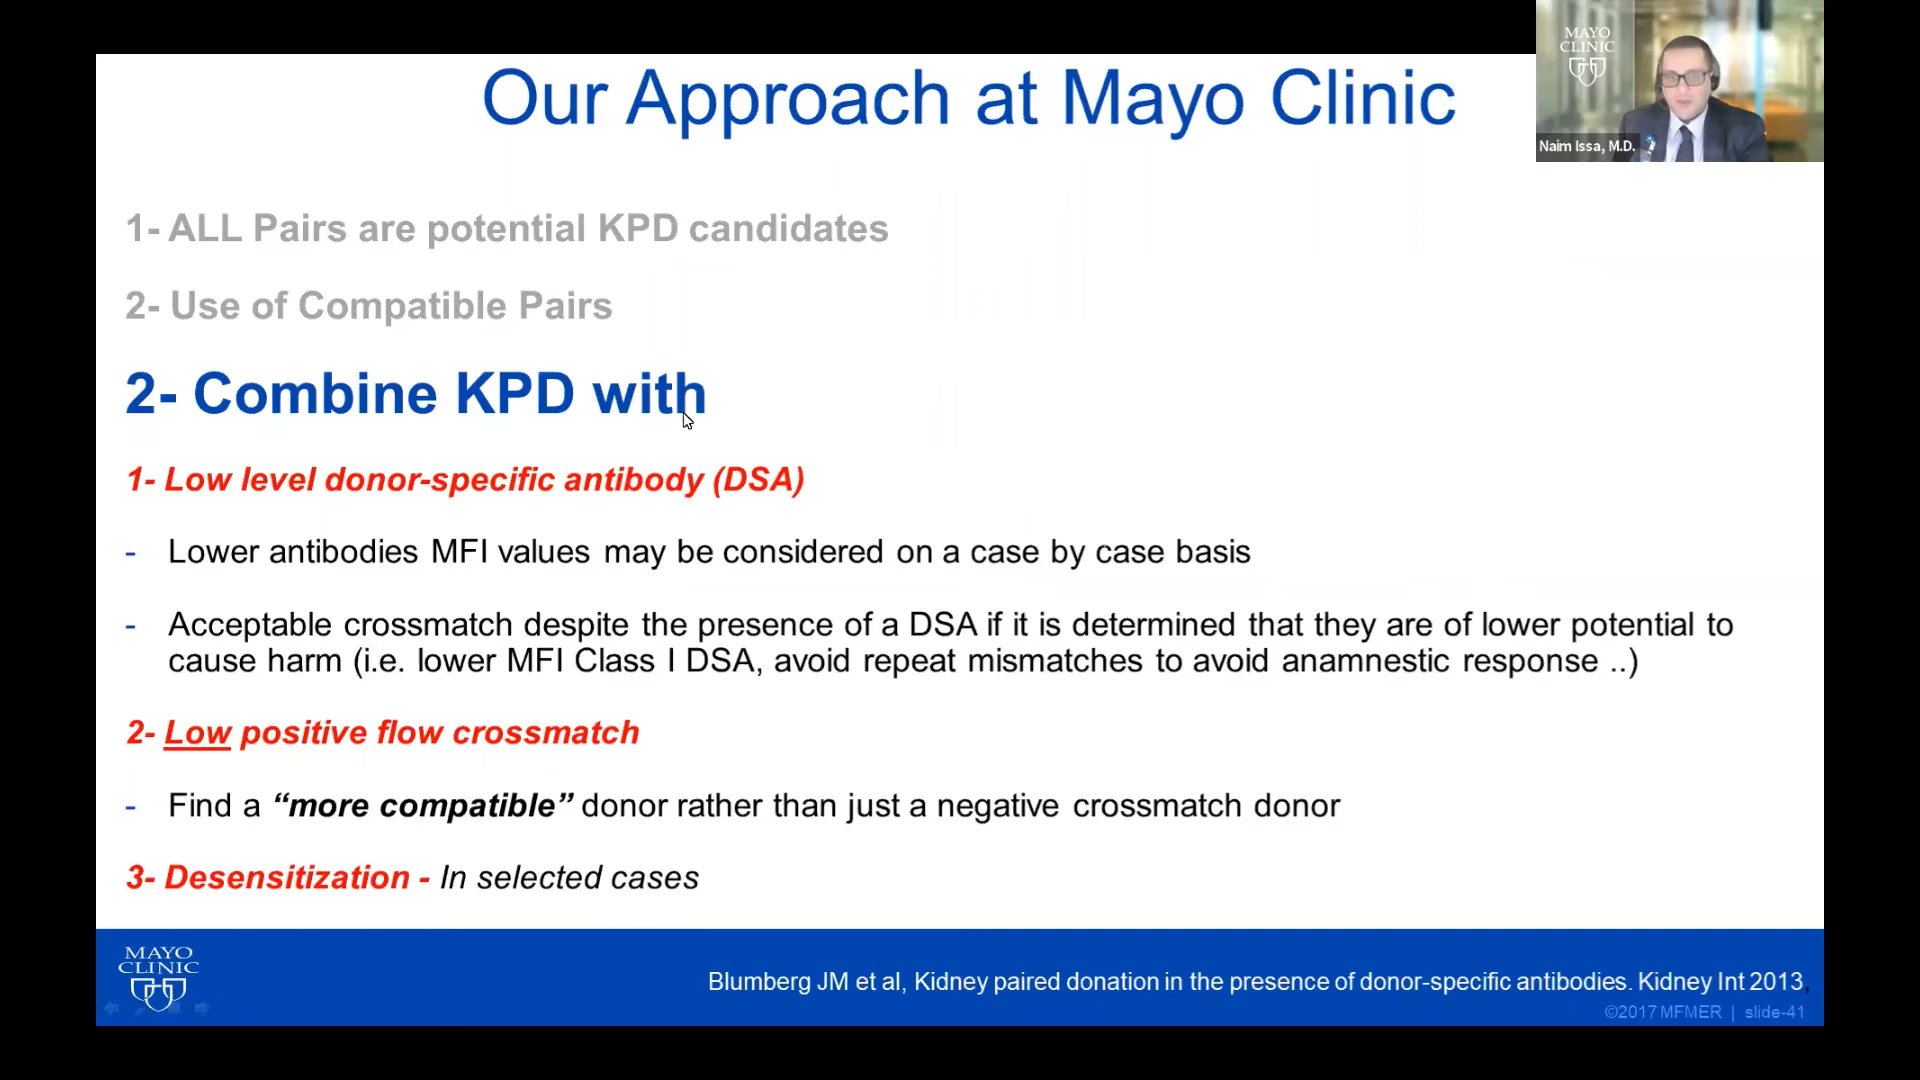 Our Approach at Mayo Clinic
MAYO
CLINIC
Naim Issa, M.D.
1- ALL Pairs are potential KPD candidates
2- Use of Compatible Pairs
2- Combine KPD with
1- Low level donor-specific antibody (DSA)
- Lower antibodies MFI values may be considered on a case by case basis
- Acceptable crossmatch despite the presence of a DSA if it is determined that they are of lower potential to
cause harm (i.e. lower MFI Class I DSA, avoid repeat mismatches to avoid anamnestic response ..)
2- Low positive flow crossmatch
- Find a “more compatible” donor rather than just a negative crossmatch donor
3- Desensitization - In selected cases
MAYO
CLINIC
Blumberg JM et al, Kidney paired donation in the presence of donor-specific antibodies. Kidney Int 2013,
©2017 MFMER | slide-41